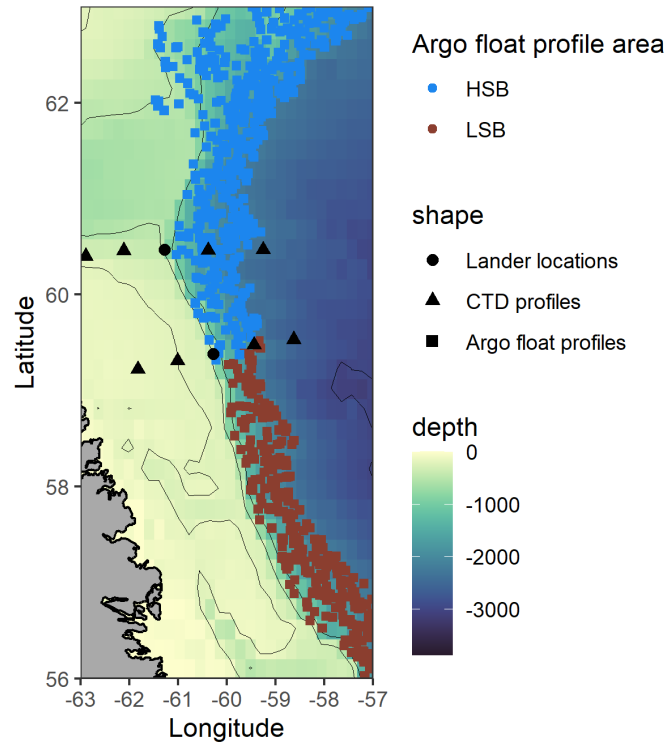 Argo float profile area
HSB
LSB
shape
Lander locations
CTD profiles
Argo float profiles
depth
0
-1000
-2000
-3000
Latitude
62
60
58
56
-63 -62 -61 -60 -59 -58 -57
Longitude